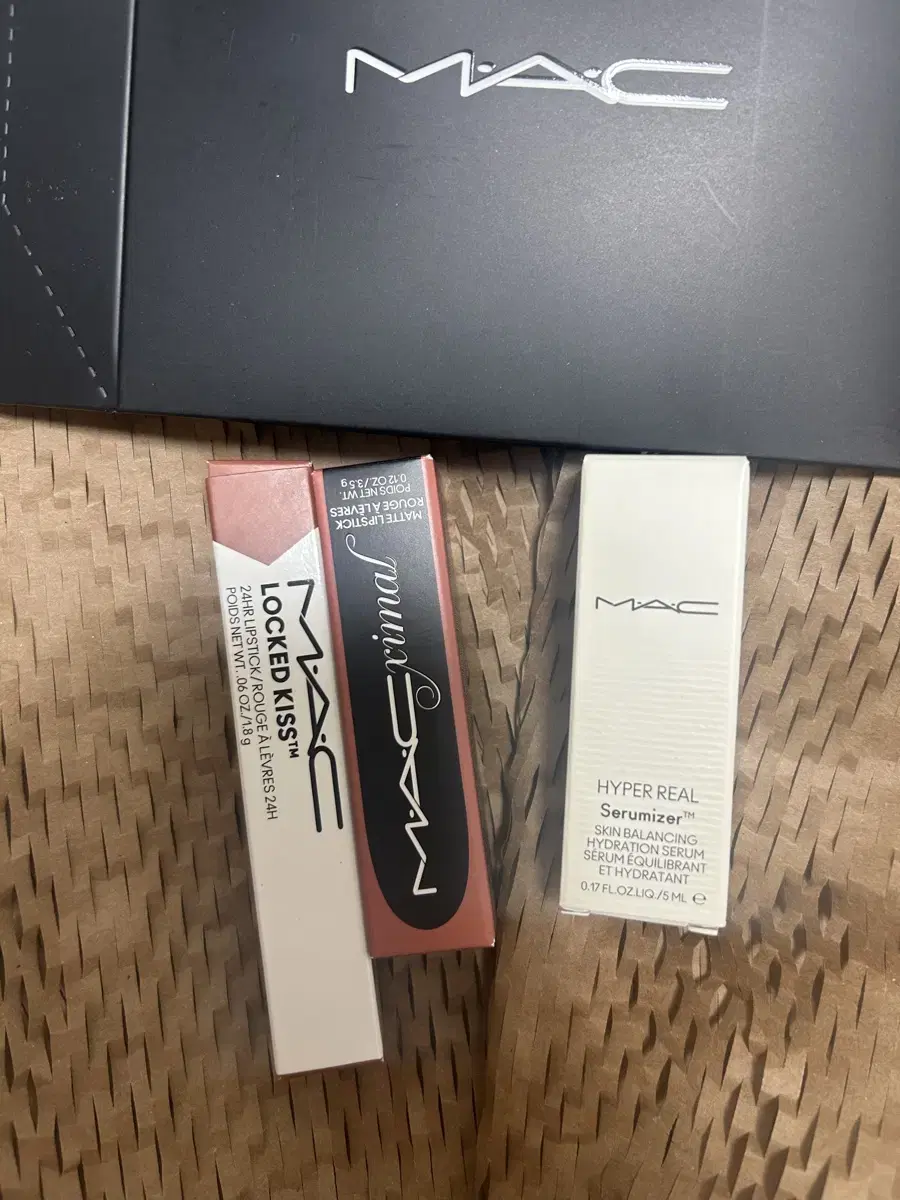 M·A·C
M·A·C
LOCKED KISS™
24HR LIPSTICK/ROUGE À LÈVRES 24H
POIDS NET WT. .06 OZ/1.8 g
M·A·C
ximal
MATTE LIPSTICK
ROUGE À LÈVRES
POIDS NET WT.
0.12 OZ/3.5 g
M·A·C
HYPER REAL
Serumizer™
SKIN BALANCING
HYDRATION SERUM
SÉRUM ÉQUILIBRANT
ET HYDRATANT
0.17 FL.OZ.LIQ./5 ML ℮